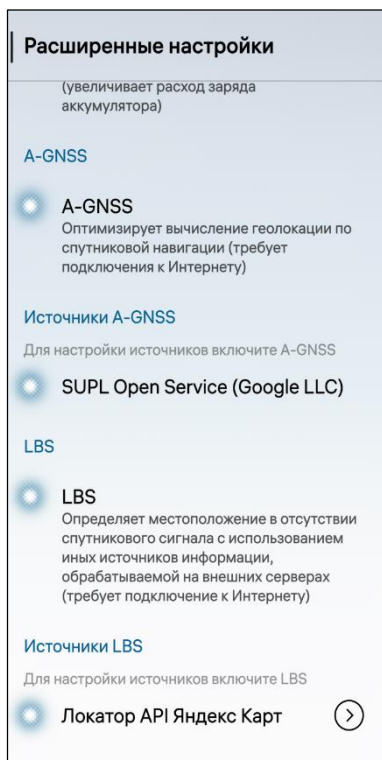 Расширенные настройки
(увеличивает расход заряда
аккумулятора)
A-GNSS
A-GNSS
Оптимизирует вычисление геолокации по
спутниковой навигации (требует
подключения к Интернету)
Источники A-GNSS
Для настройки источников включите A-GNSS
SUPL Open Service (Google LLC)
LBS
LBS
Определяет местоположение в отсутствии
спутникового сигнала с использованием
иных источников информации,
обрабатываемой на внешних серверах
(требует подключение к Интернету)
Источники LBS
Для настройки источников включите LBS
Локатор API Яндекс Карт